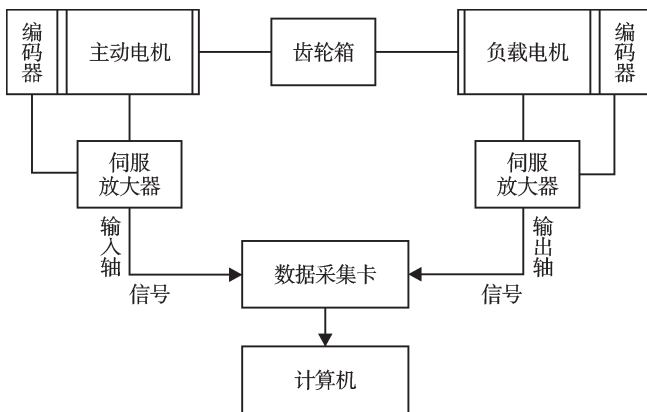 编码器
主动电机
齿轮箱
负载电机
编码器
伺服
放大器
伺服
放大器
输入轴
输出轴
信号
数据采集卡
信号
计算机